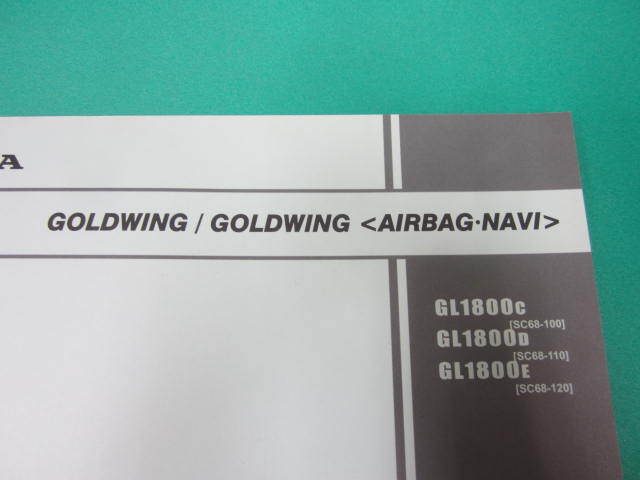 A
GOLDWING / GOLDWING <AIRBAG·NAVI>
GL1800C
[SC68-100]
GL1800D
[SC68-110]
GL1800E
[SC68-120]